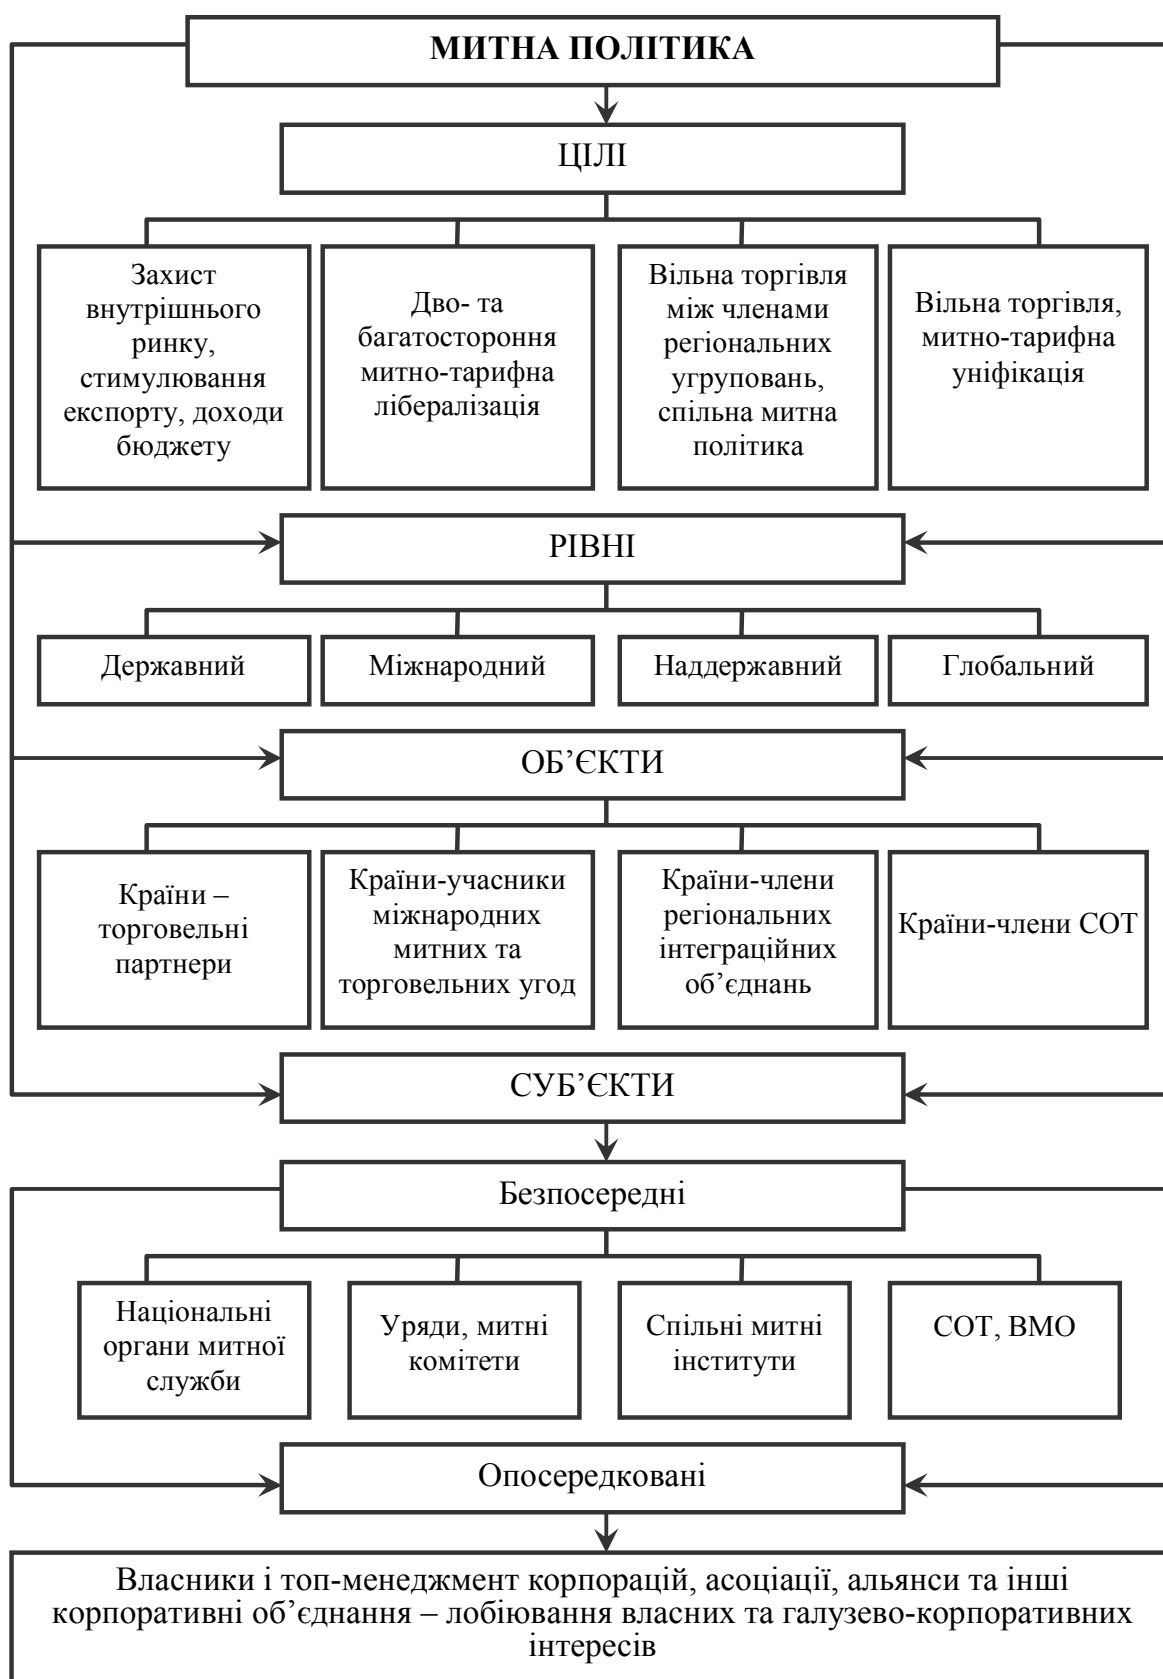 МИТНА ПОЛІТИКА
ЦІЛІ
Захист
внутрішнього
ринку,
стимулювання
експорту, доходи
бюджету
Дво- та
багатостороння
митно-тарифна
лібералізація
Вільна торгівля
між членами
регіональних
угруповань,
спільна митна
політика
Вільна торгівля,
митно-тарифна
уніфікація
РІВНІ
Державний
Міжнародний
Наддержавний
Глобальний
ОБ’ЄКТИ
Країни –
торговельні
партнери
Країни-учасники
міжнародних
митних та
торговельних угод
Країни-члени
регіональних
інтеграційних
об’єднань
Країни-члени СОТ
СУБ’ЄКТИ
Безпосередні
Національні
органи митної
служби
Уряди, митні
комітети
Спільні митні
інститути
СОТ, ВМО
Опосередковані
Власники і топ-менеджмент корпорацій, асоціації, альянси та інші
корпоративні об’єднання – лобіювання власних та галузево-корпоративних
інтересів